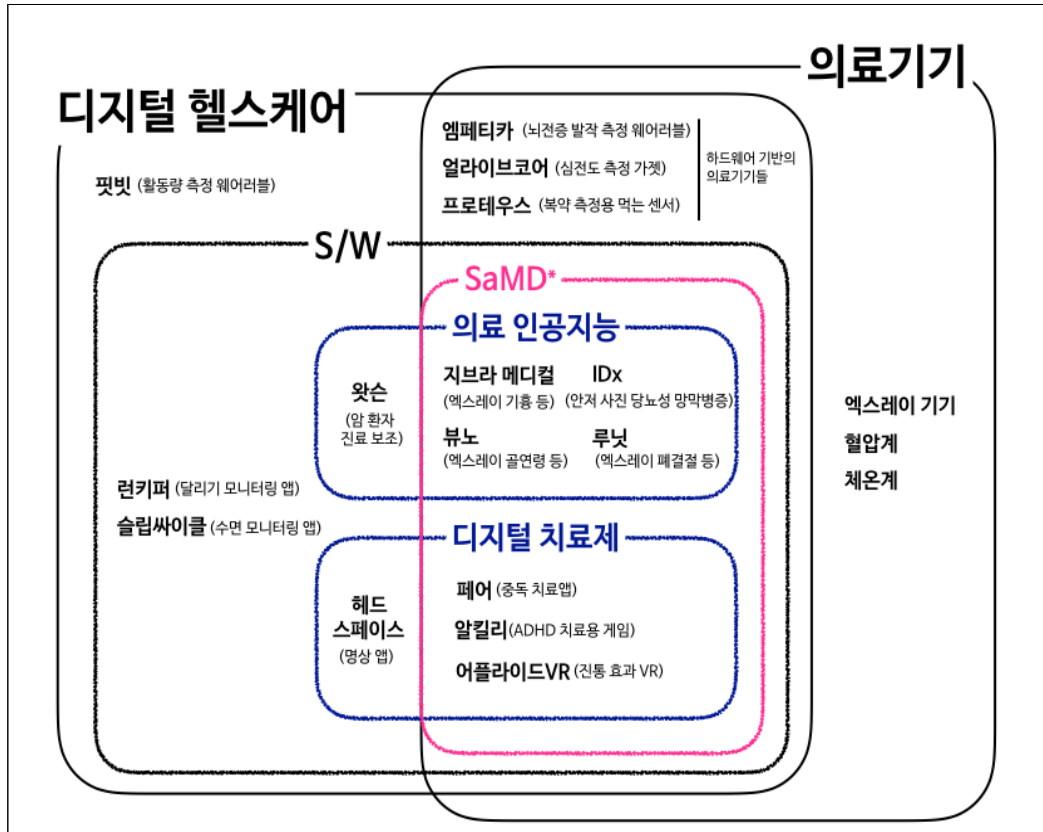 의료기기
디지털 헬스케어
엠페티카 (뇌전증 발작 측정 웨어러블)
얼라이브코어 (심전도 측정 가젯)
프로테우스 (복약 측정용 먹는 센서)
하드웨어 기반의
의료기기들
핏빗 (활동량 측정 웨어러블)
S/W
SaMD*
의료 인공지능
왓슨
(암 환자
진료 보조)
지브라 메디컬
(엑스레이 기흉 등)
IDx
(안저 사진 당뇨성 망막병증)
뷰노
(엑스레이 골연령 등)
루닛
(엑스레이 폐결절 등)
엑스레이 기기
혈압계
체온계
런키퍼 (달리기 모니터링 앱)
슬립싸이클 (수면 모니터링 앱)
디지털 치료제
헤드
스페이스
(명상 앱)
페어 (중독 치료앱)
알킬리(ADHD 치료용 게임)
어플라이드VR (진통 효과 VR)